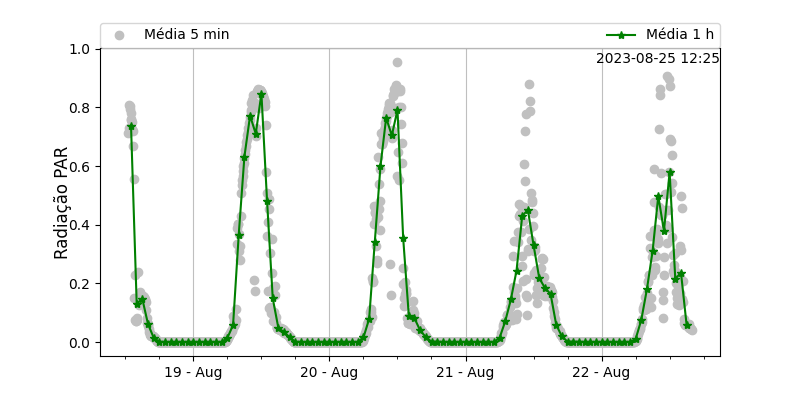 Média 5 min
Média 1 h
2023-08-25 12:25
Radiação PAR
1.0
0.8
0.6
0.4
0.2
0.0
19 - Aug
20 - Aug
21 - Aug
22 - Aug